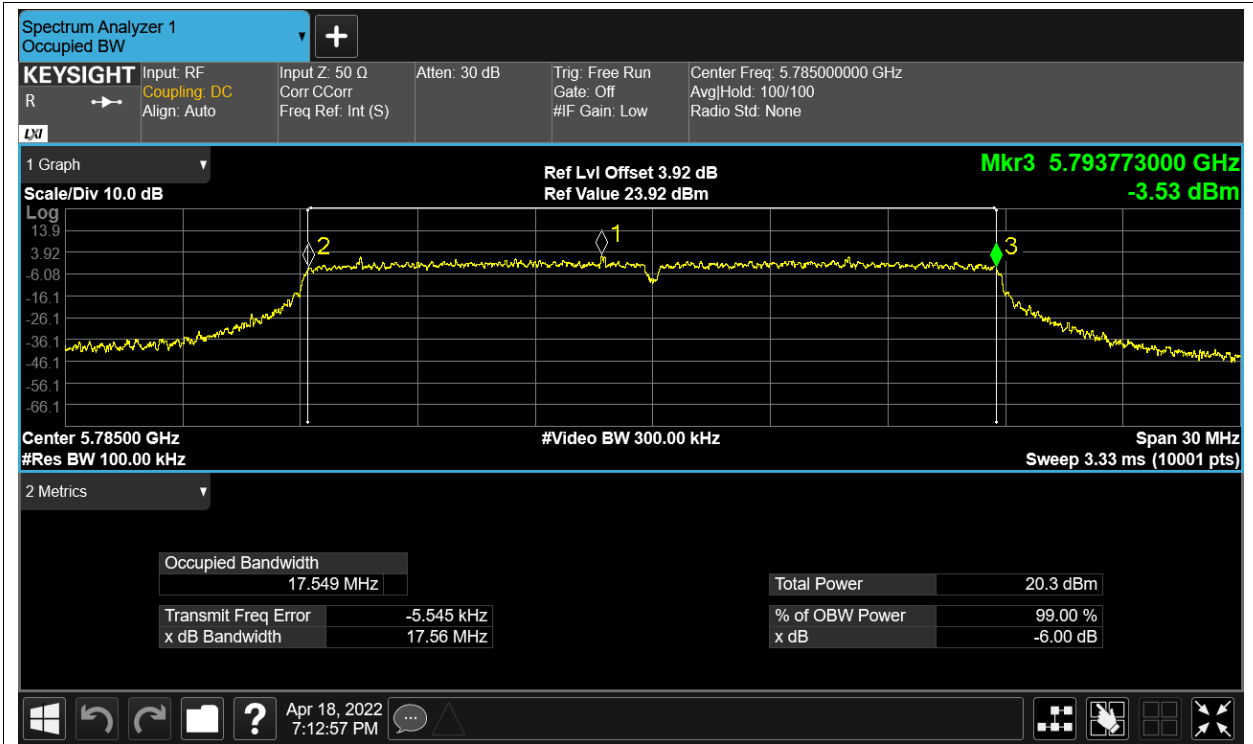 Spectrum Analyzer 1
Occupied BW
KEYSIGHT
R
LXI
Input: RF
Coupling: DC
Align: Auto
Input Z: 50 Ω
Corr CCorr
Freq Ref: Int (S)
Atten: 30 dB
Trig: Free Run
Gate: Off
#IF Gain: Low
Center Freq: 5.785000000 GHz
Avg|Hold: 100/100
Radio Std: None
1 Graph
Scale/Div 10.0 dB
Ref Lvl Offset 3.92 dB
Ref Value 23.92 dBm
Mkr3 5.793773000 GHz
-3.53 dBm
Log
13.9
3.92
-6.08
-16.1
-26.1
-36.1
-46.1
-56.1
-66.1
2
1
3
Center 5.78500 GHz
#Res BW 100.00 kHz
#Video BW 300.00 kHz
Span 30 MHz
Sweep 3.33 ms (10001 pts)
2 Metrics
Occupied Bandwidth
17.549 MHz
Transmit Freq Error -5.545 kHz
x dB Bandwidth 17.56 MHz
Total Power 20.3 dBm
% of OBW Power 99.00 %
x dB -6.00 dB
?
Apr 18, 2022
7:12:57 PM